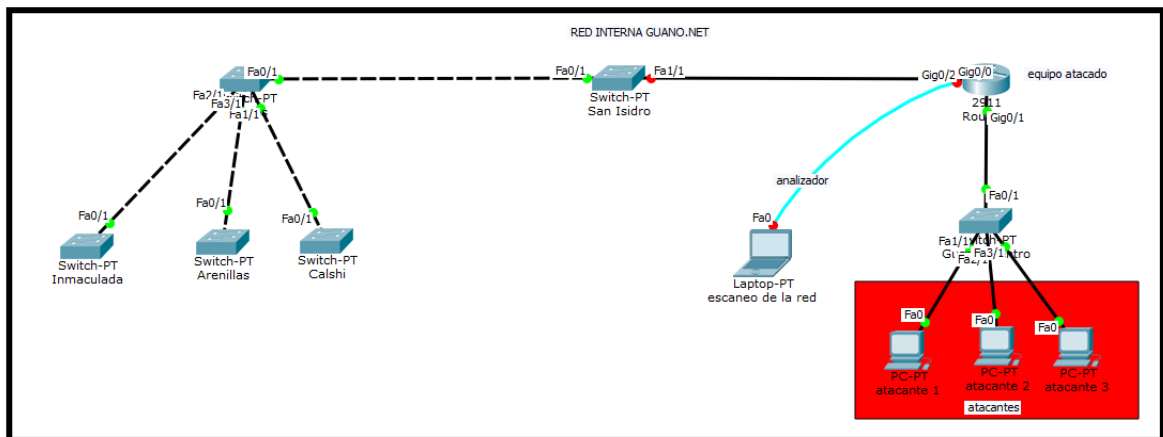 RED INTERNA GUANO.NET
Fa0/1
Fa2/1
Fa3/1
Fa1/1
Fa0/1
Fa1/1
Switch-PT
San Isidro
Gig0/2
Gig0/0
equipo atacado
2911
Gig0/1
analizador
Fa0/1
Fa0/1
Fa0/1
Fa0/1
Switch-PT
Inmaculada
Switch-PT
Arenillas
Switch-PT
Calshi
Fa0
Laptop-PT
escaneo de la red
Fa1/1
Fa2/1
Fa3/1
Fa0
Fa0
Fa0
PC-PT
atacante 1
PC-PT
atacante 2
PC-PT
atacante 3
atacantes